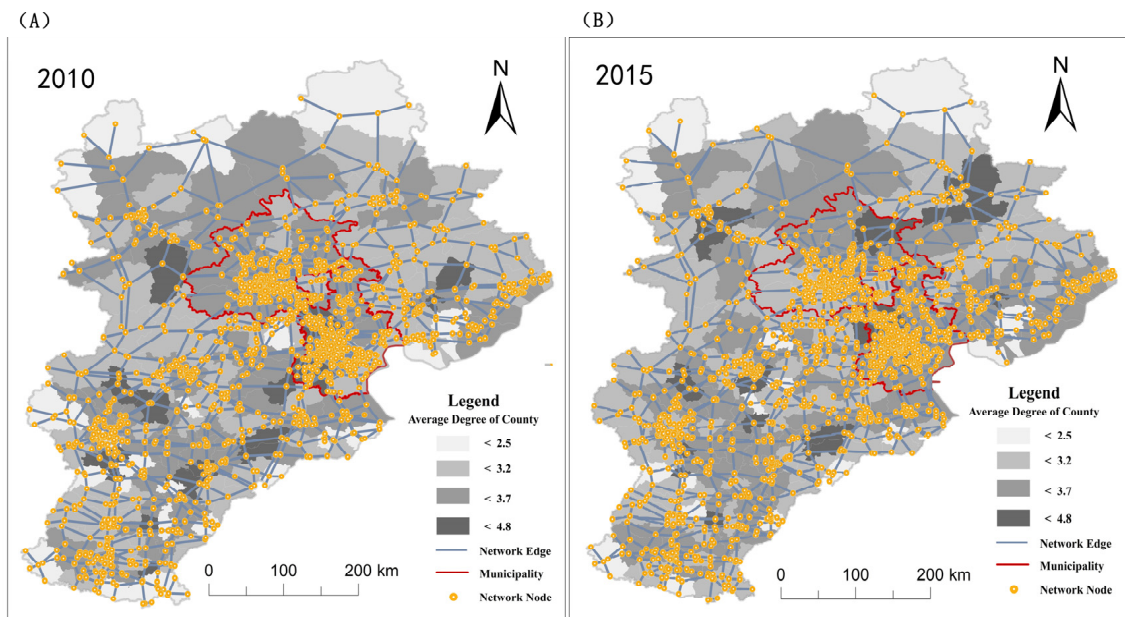 (A)
2010
N
Legend
Average Degree of County
< 2.5
< 3.2
< 3.7
< 4.8
Network Edge
Municipality
Network Node
0 100 200 km
(B)
2015
N
Legend
Average Degree of County
< 2.5
< 3.2
< 3.7
< 4.8
Network Edge
Municipality
Network Node
0 100 200 km